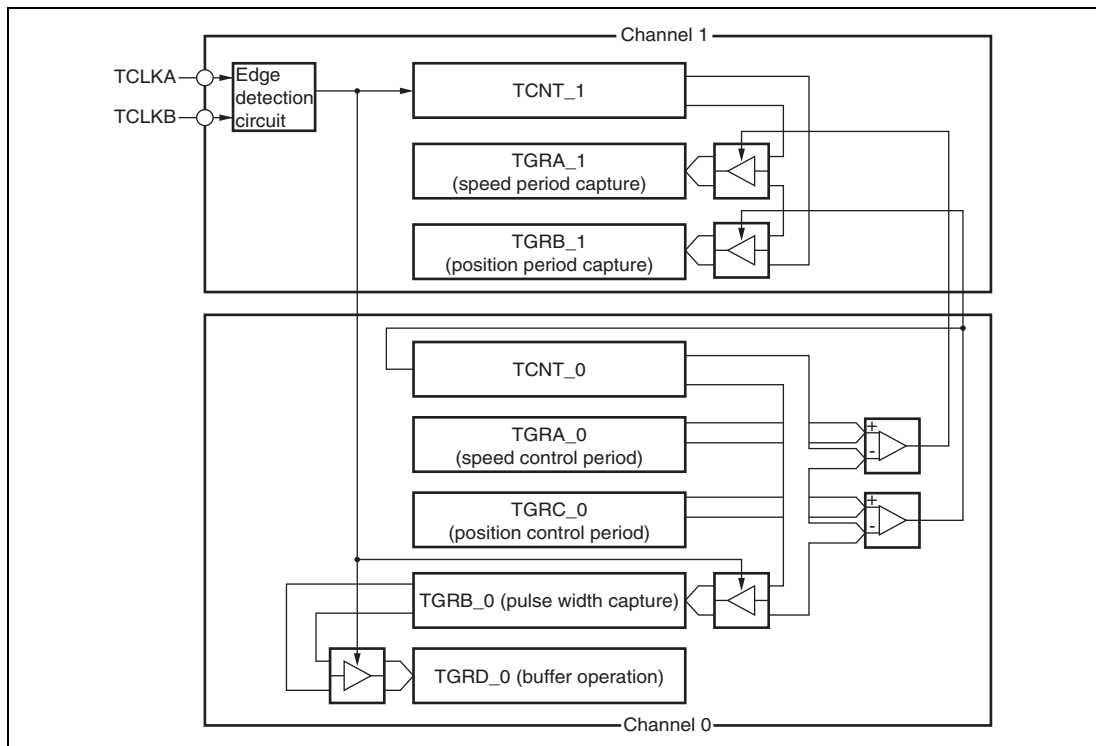 Channel 1
TCLKA
TCLKB
Edge
detection
circuit
TCNT_1
TGRA_1
(speed period capture)
TGRB_1
(position period capture)
TCNT_0
TGRA_0
(speed control period)
+
-
TGRC_0
(position control period)
+
-
TGRB_0 (pulse width capture)
TGRD_0 (buffer operation)
Channel 0